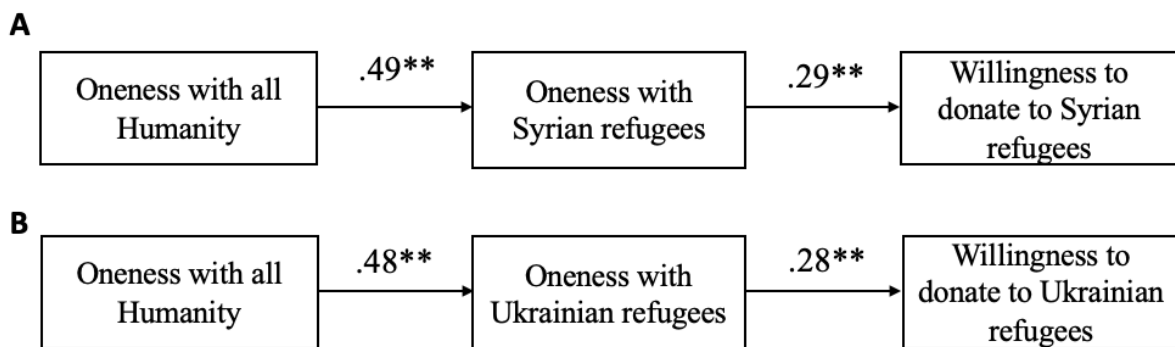 A
Oneness with all
Humanity
.49**
Oneness with
Syrian refugees
.29**
Willingness to
donate to Syrian
refugees
B
Oneness with all
Humanity
.48**
Oneness with
Ukrainian refugees
.28**
Willingness to
donate to Ukrainian
refugees